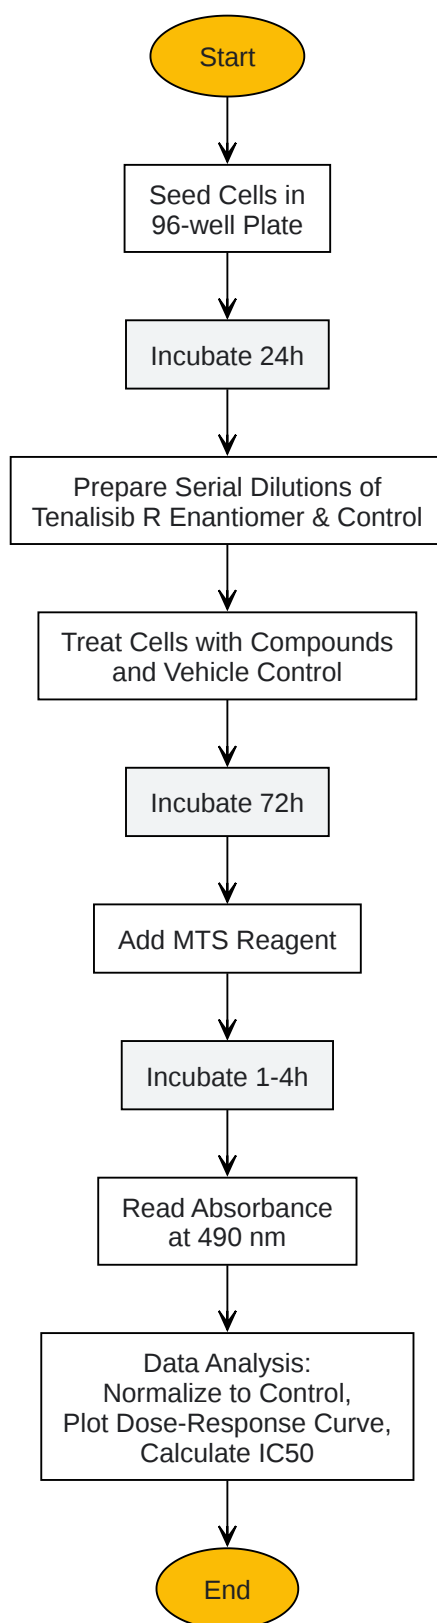 Start
Seed Cells in
96-well Plate
Incubate 24h
Prepare Serial Dilutions of
Tenalisib R Enantiomer & Control
Treat Cells with Compounds
and Vehicle Control
Incubate 72h
Add MTS Reagent
Incubate 1-4h
Read Absorbance
at 490 nm
Data Analysis:
Normalize to Control,
Plot Dose-Response Curve,
Calculate IC50
End